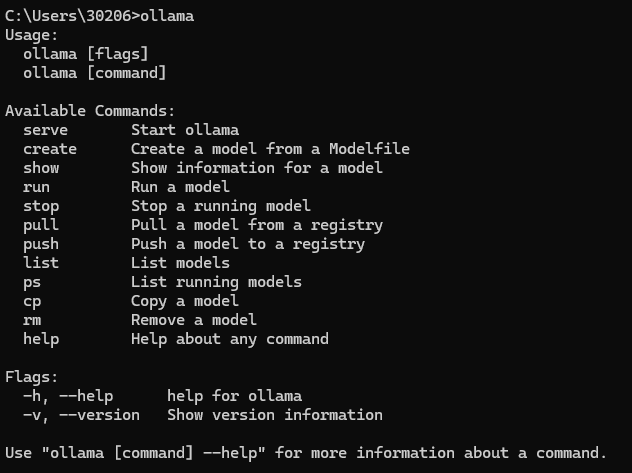 C:\Users\30206>ollama
Usage:
  ollama [flags]
  ollama [command]

Available Commands:
  serve       Start ollama
  create      Create a model from a Modelfile
  show        Show information for a model
  run         Run a model
  stop        Stop a running model
  pull        Pull a model from a registry
  push        Push a model to a registry
  list        List models
  ps          List running models
  cp          Copy a model
  rm          Remove a model
  help        Help about any command

Flags:
  -h, --help      help for ollama
  -v, --version   Show version information

Use "ollama [command] --help" for more information about a command.